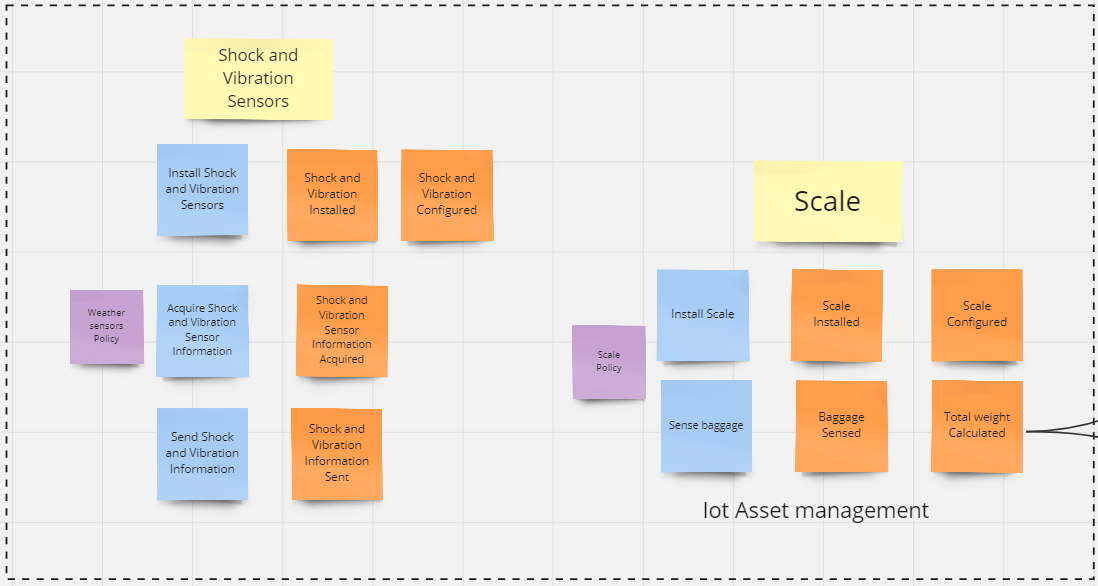 Shock and
Vibration
Sensors
Install Shock
and Vibration
Sensors
Shock and
Vibration
Installed
Shock and
Vibration
Configured
Weather
sensors
Policy
Acquire Shock
and Vibration
Sensor
Information
Shock and
Vibration
Sensor
Information
Acquired
Send Shock
and Vibration
Information
Shock and
Vibration
Information
Sent
Scale
Install Scale
Scale
Installed
Scale
Configured
Scale
Policy
Sense baggage
Baggage
Sensed
Total weight
Calculated
Iot Asset management